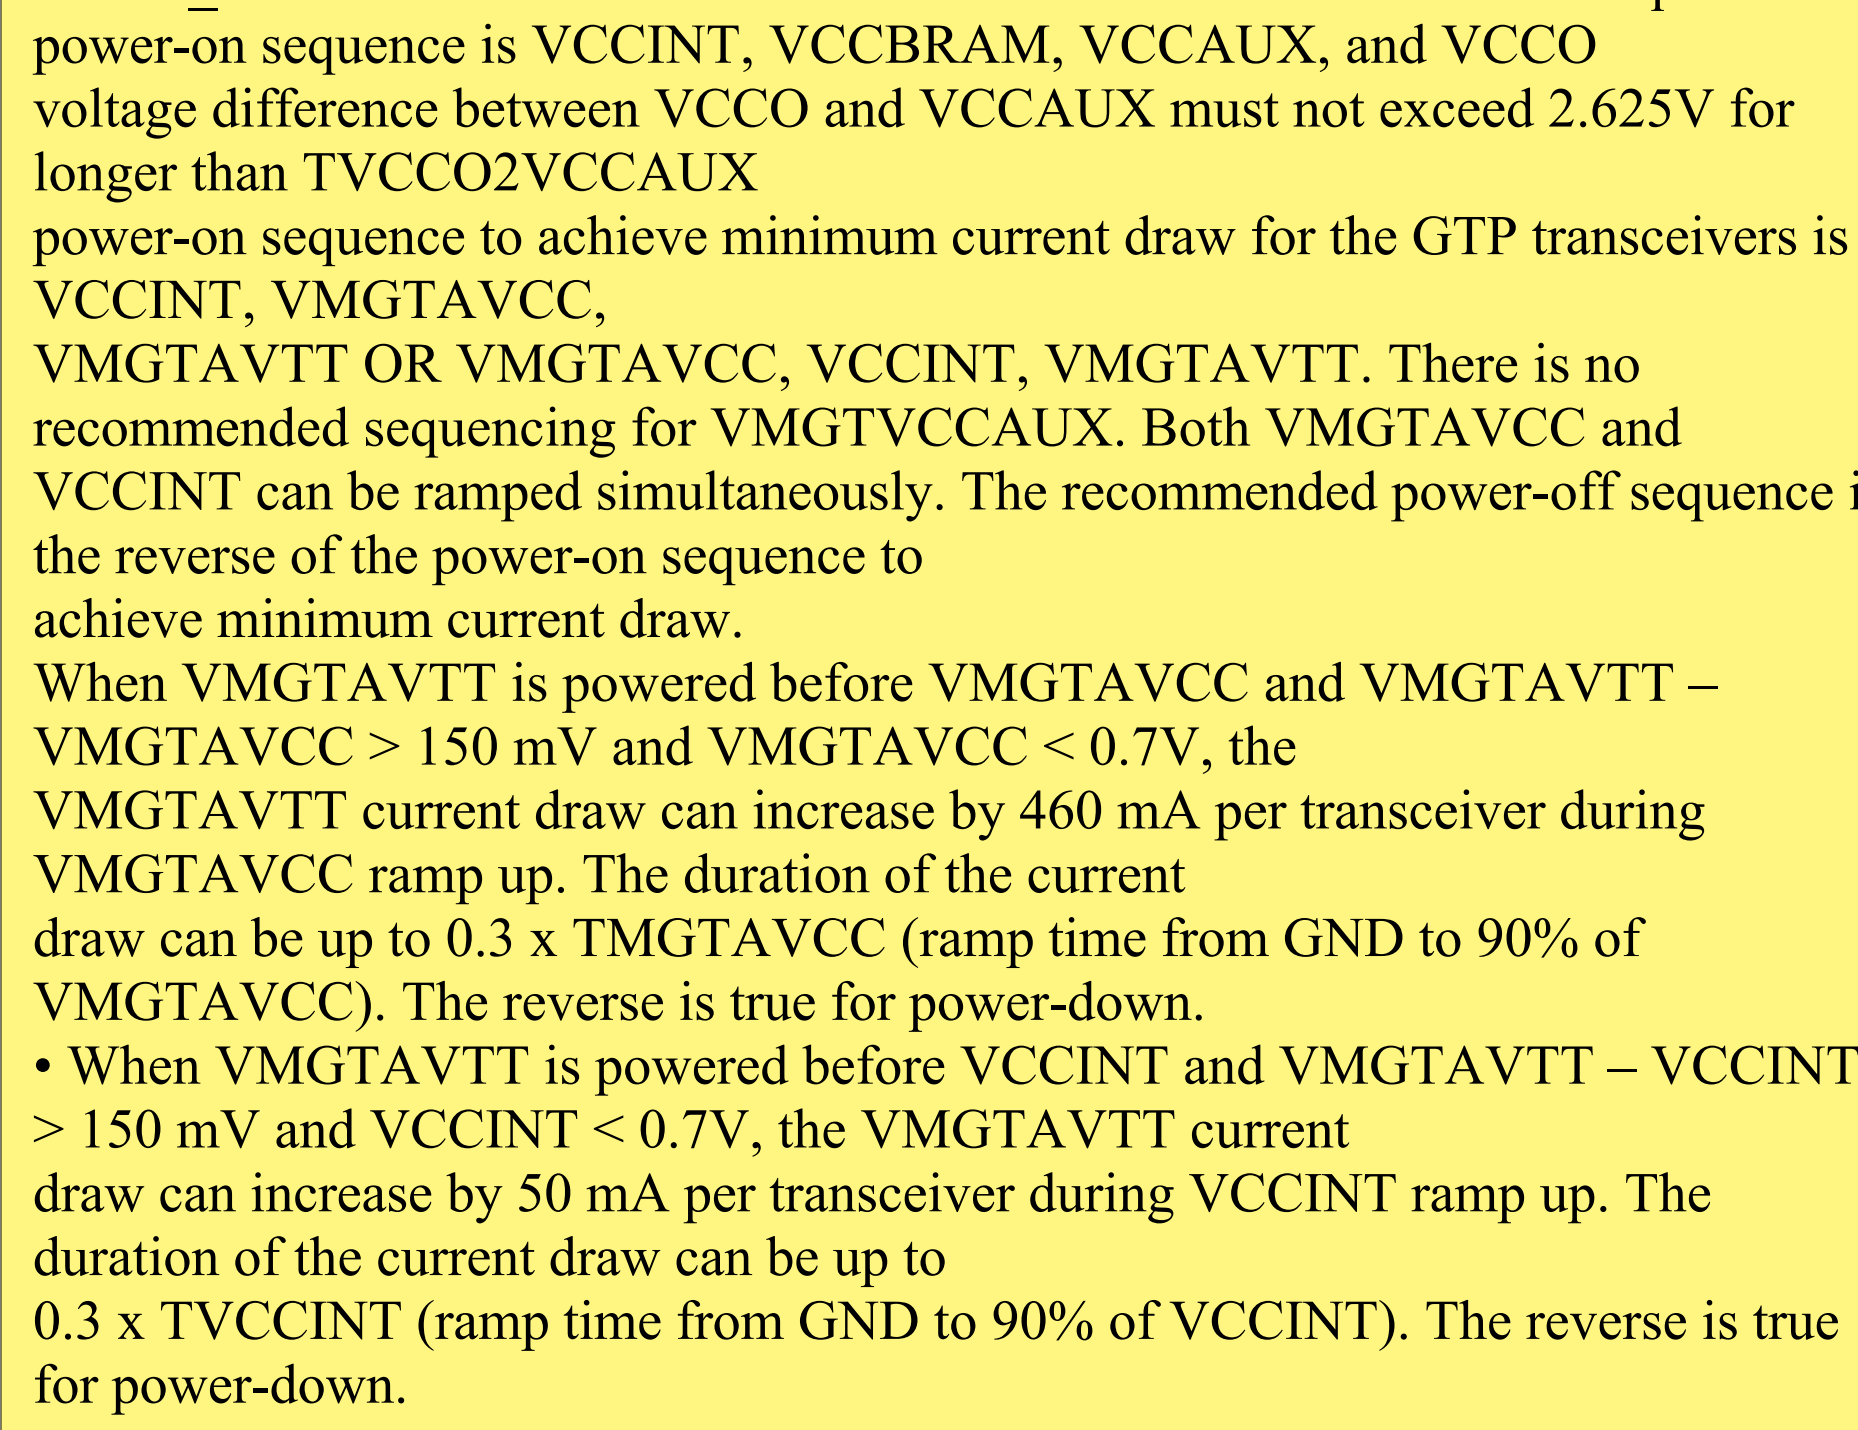 power-on sequence is VCCINT, VCCBRAM, VCCAUX, and VCCO
voltage difference between VCCO and VCCAUX must not exceed 2.625V for
longer than TVCCO2VCCAUX
power-on sequence to achieve minimum current draw for the GTP transceivers is
VCCINT, VMGTAVCC,
VMGTAVTT OR VMGTAVCC, VCCINT, VMGTAVTT. There is no
recommended sequencing for VMGTVCCAUX. Both VMGTAVCC and
VCCINT can be ramped simultaneously. The recommended power-off sequence i
the reverse of the power-on sequence to
achieve minimum current draw.
When VMGTAVTT is powered before VMGTAVCC and VMGTAVTT –
VMGTAVCC > 150 mV and VMGTAVCC < 0.7V, the
VMGTAVTT current draw can increase by 460 mA per transceiver during
VMGTAVCC ramp up. The duration of the current
draw can be up to 0.3 x TMGTAVCC (ramp time from GND to 90% of
VMGTAVCC). The reverse is true for power-down.
• When VMGTAVTT is powered before VCCINT and VMGTAVTT – VCCINT
> 150 mV and VCCINT < 0.7V, the VMGTAVTT current
draw can increase by 50 mA per transceiver during VCCINT ramp up. The
duration of the current draw can be up to
0.3 x TVCCINT (ramp time from GND to 90% of VCCINT). The reverse is true
for power-down.